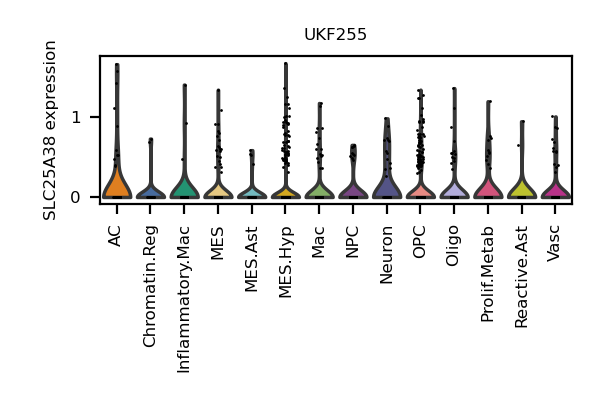 UKF255
SLC25A38 expression
1
0
AC
Chromatin.Reg
Inflammatory.Mac
MES
MES.Ast
MES.Hyp
Mac
NPC
Neuron
OPC
Oligo
Prolif.Metab
Reactive.Ast
Vasc